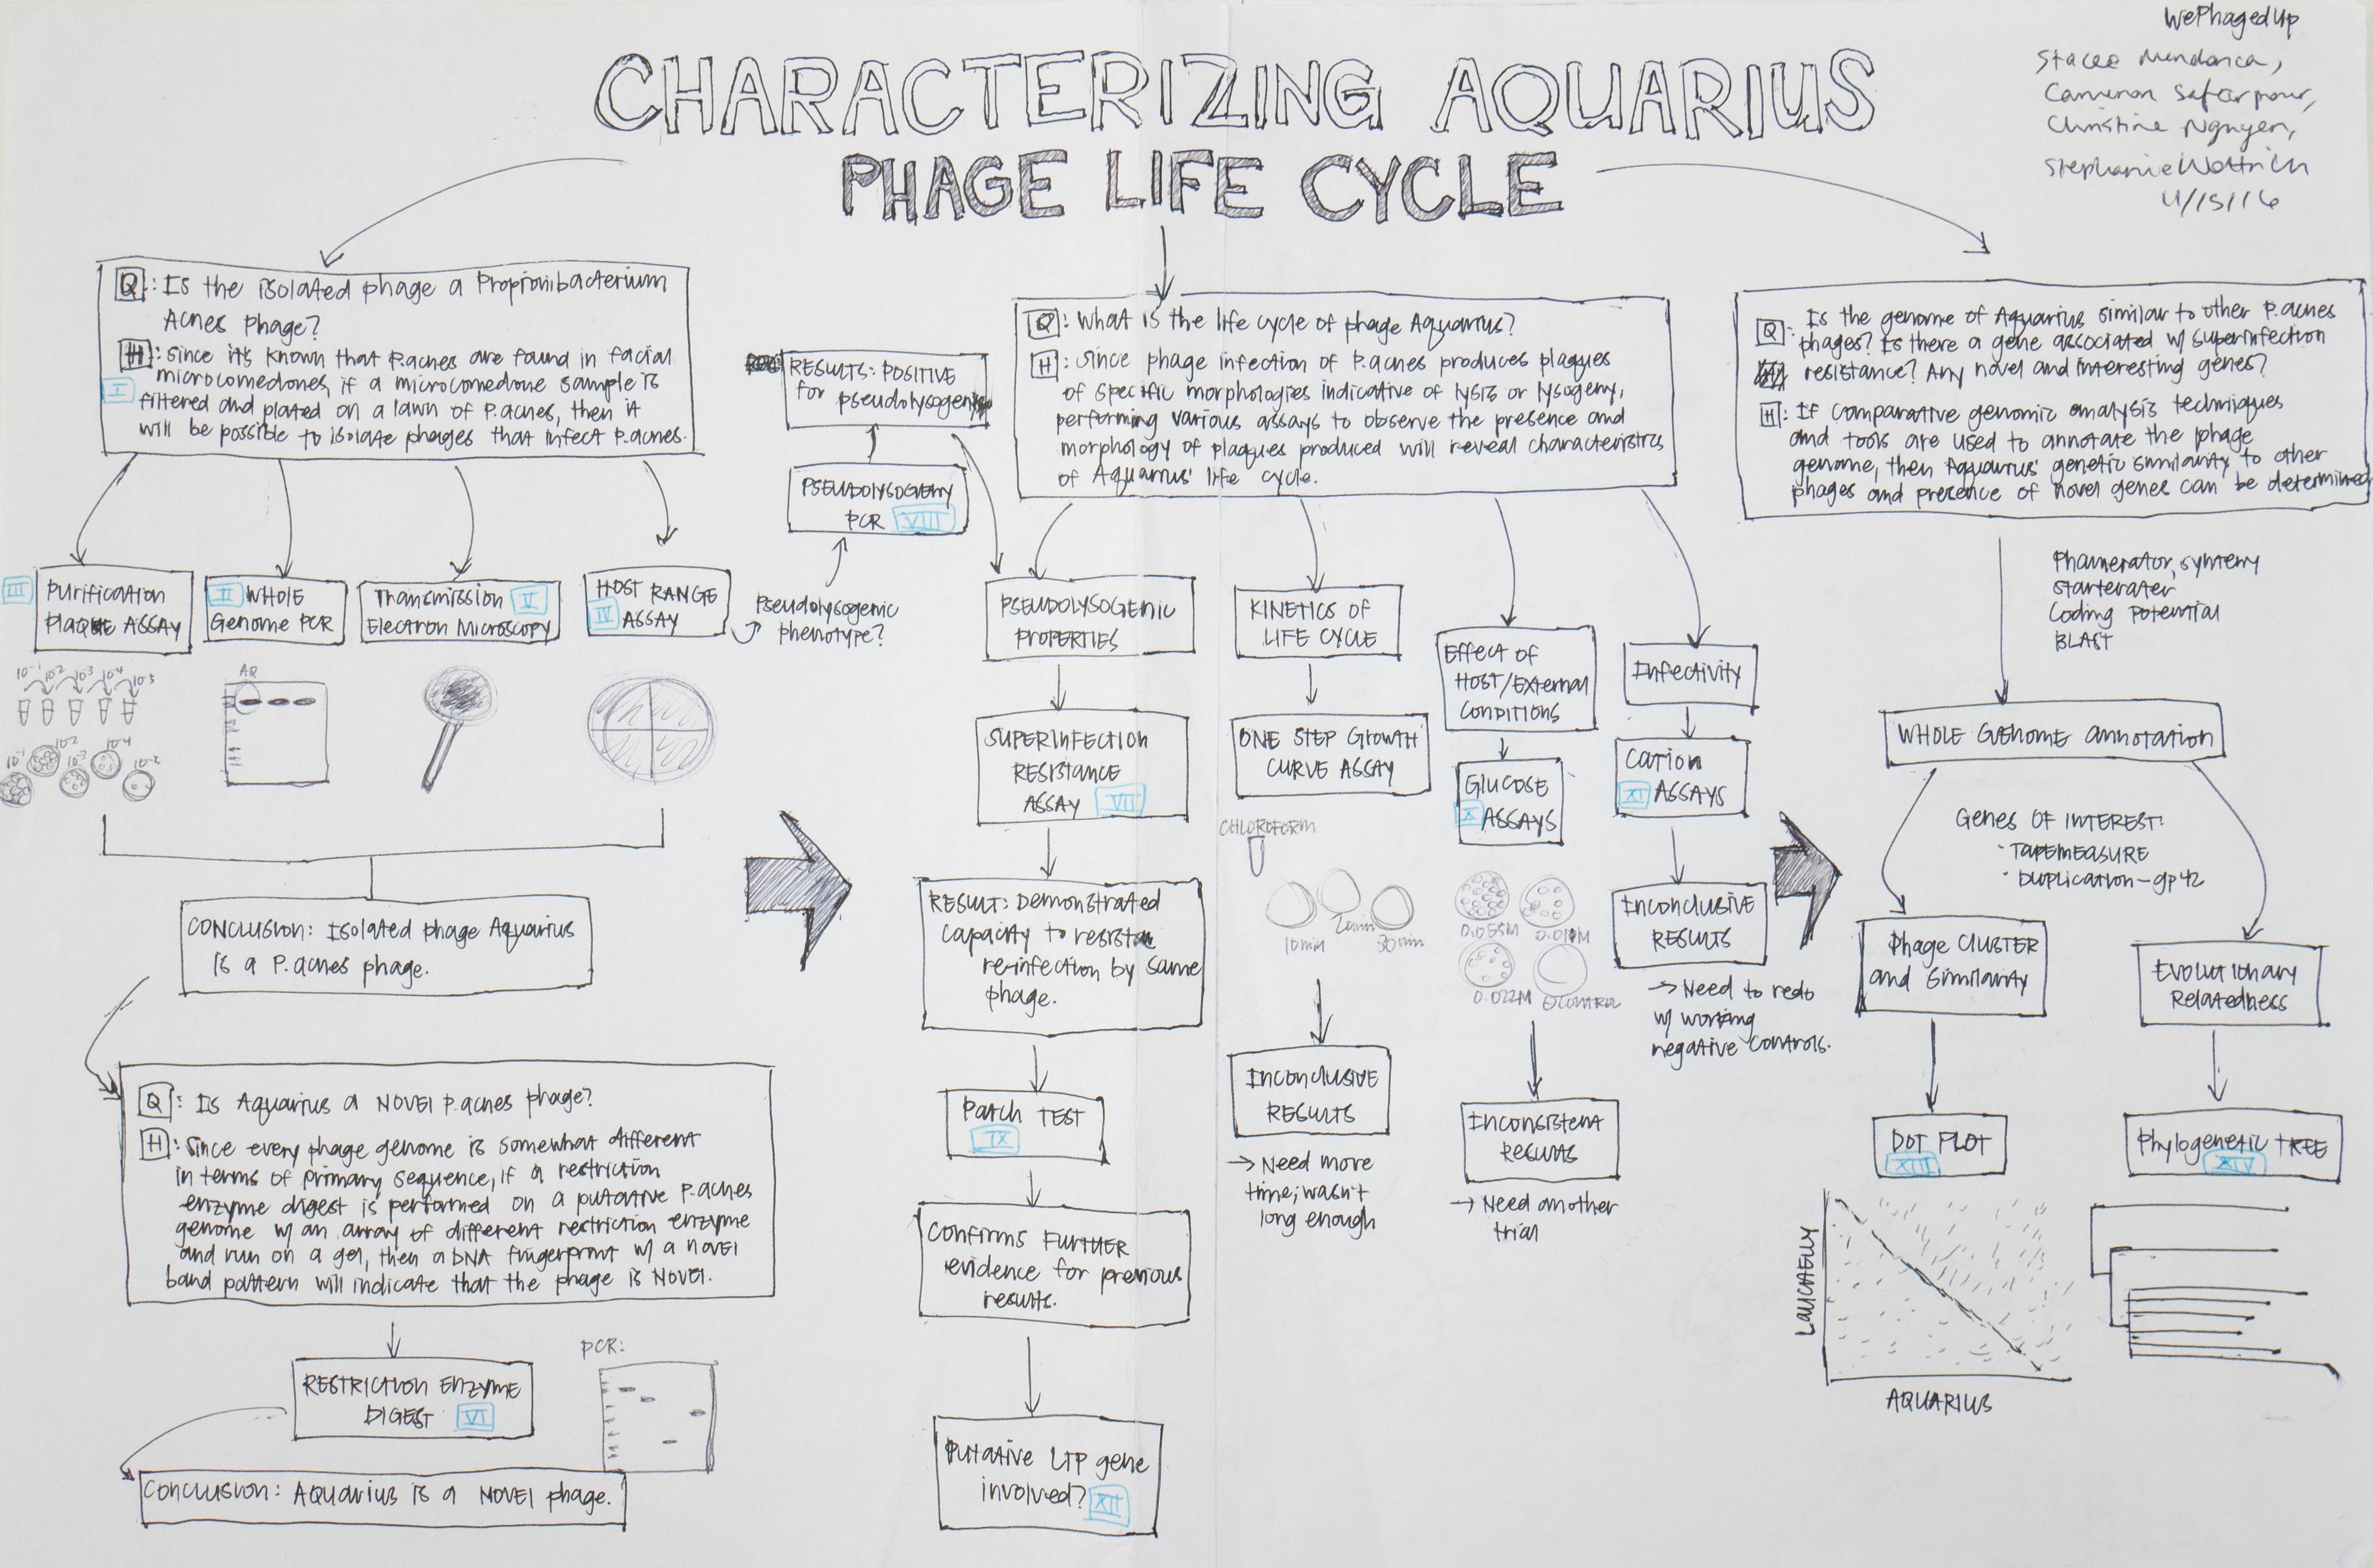 WePhagedUp
Stacee Mendonca,
Cameron Safarpour,
Christine Nguyen,
Stephanie Wottrich
4/15/16
CHARACTERIZING AQUARIUS
PHAGE LIFE CYCLE
Q: Is the isolated phage a Propionibacterium
Acnes Phage?
H: Since it's known that P.acnes are found in facial
microcomedones, if a microcomedone sample is
I
filtered and plated on a lawn of P.acnes, then it
will be possible to isolate phages that infect P.acnes.
III
Purification
Plaque ASSAY
II WHOLE
Genome PCR
Transmission V
Electron Microscopy
HOST RANGE
IV ASSAY
Pseudolysogenic
phenotype?
PSEUDOLYSOGENY
PCR VIII
RESULTS: POSITIVE
for pseudolysogeny
10-1 10-2 10-3 10-4 10-5
10-1 10-2 10-3 10-4 10-2
AQ
CONCLUSION: Isolated phage Aquarius
is a P.acnes phage.
Q: Is Aquarius a NOVEl P.acnes phage?
H: Since every phage genome is somewhat different
in terms of primary sequence, if a restriction
enzyme digest is performed on a putative P.acnes
genome w/ an array of different restriction enzyme
and run on a gel, then a DNA fingerprint w/ a novel
band pattern will indicate that the phage is NOVEl.
RESTRICTION ENZYME
DIGEST VI
PCR:
Conclusion: AQuarius is a NOVEl phage.
Q: What is the life cycle of phage Aquarius?
H: Since phage infection of P.acnes produces plaques
of specific morphologies indicative of lysis or lysogeny,
performing various assays to observe the presence and
morphology of plaques produced will reveal characteristics
of Aquarius' life cycle.
PSEUDOLYSOGENIC
PROPERTIES
SUPERINFECTION
RESISTANCE
ASSAY VII
RESULT: Demonstrated
capacity to resist
re-infection by same
phage.
Patch TEST
IX
Confirms FURTHER
evidence for previous
results.
Putative LTP gene
involved? XII
KINETICS OF
LIFE CYCLE
ONE STEP Growth
CURVE ASSAY
CHLOROFORM
10min 20min 30min
INCONCLUSIVE
RESULTS
→ Need more
time; wasn't
long enough
Effect of
HOST/External
CONDITIONS
GLUCOSE
X ASSAYS
0.055M 0.011M
0.022M ⊖control
Inconsistent
Results
→ Need another
trial
Infectivity
Cation
XI ASSAYS
INCONCLUSIVE
RESULTS
→ Need to redo
w/ working
negative controls.
Q: Is the genome of Aquarius similar to other P.acnes
phages? Is there a gene associated w/ superinfection
resistance? Any novel and interesting genes?
H: If comparative genomic analysis techniques
and tools are used to annotate the phage
genome, then Aquarius' genetic similarity to other
phages and presence of novel genes can be determined
Phamerator, synteny
starterater
Coding Potential
BLAST
WHOLE Genome annotation
Genes OF INTEREST:
· TAPEMEASURE
· Duplication - gp42
Phage CLUSTER
and Similarity
Evolutionary
Relatedness
DOT PLOT
XIII
Phylogenetic TREE
XIV
AQUARIUS